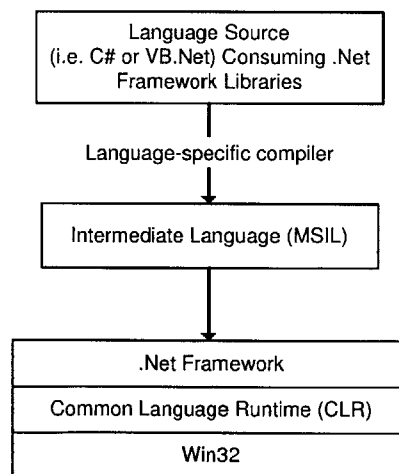 Language Source
(i.e. C# or VB.Net) Consuming .Net
Framework Libraries
Language-specific compiler
Intermediate Language (MSIL)
.Net Framework
Common Language Runtime (CLR)
Win32